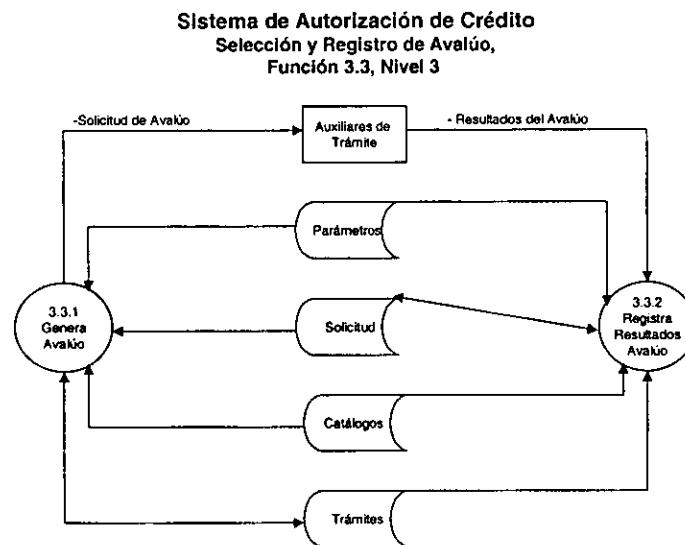 Sistema de Autorización de Crédito
Selección y Registro de Avalúo,
Función 3.3, Nivel 3
-Solicitud de Avalúo
Auxiliares de
Trámite
- Resultados del Avalúo
Parámetros
3.3.1
Genera
Avalúo
Solicitud
3.3.2
Registra
Resultados
Avalúo
Catálogos
Trámites